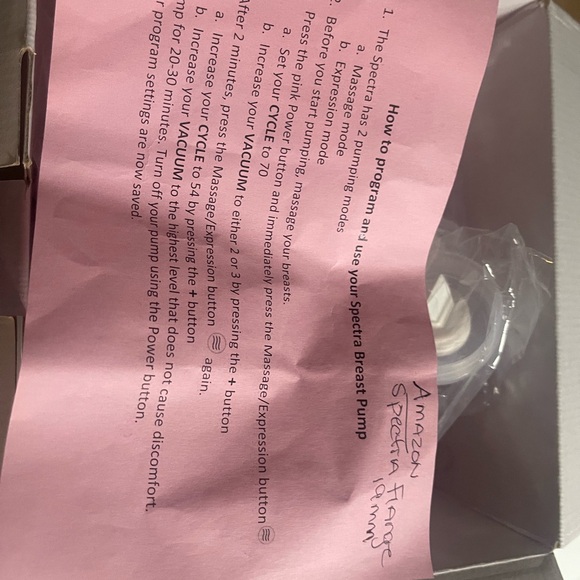 AMAZON
Spectra Flange
19mm
How to program and use your Spectra Breast Pump
1. The Spectra has 2 pumping modes
a. Massage mode
b. Expression mode
. Before you start pumping, massage your breasts.
Press the pink Power button and immediately press the Massage/Expression button
a. Set your CYCLE to 70
b. Increase your VACUUM to either 2 or 3 by pressing the + button
After 2 minutes, press the Massage/Expression button again.
a. Increase your CYCLE to 54 by pressing the + button
b. Increase your VACUUM to the highest level that does not cause discomfort.
mp for 20-30 minutes. Turn off your pump using the Power button.
r program settings are now saved.